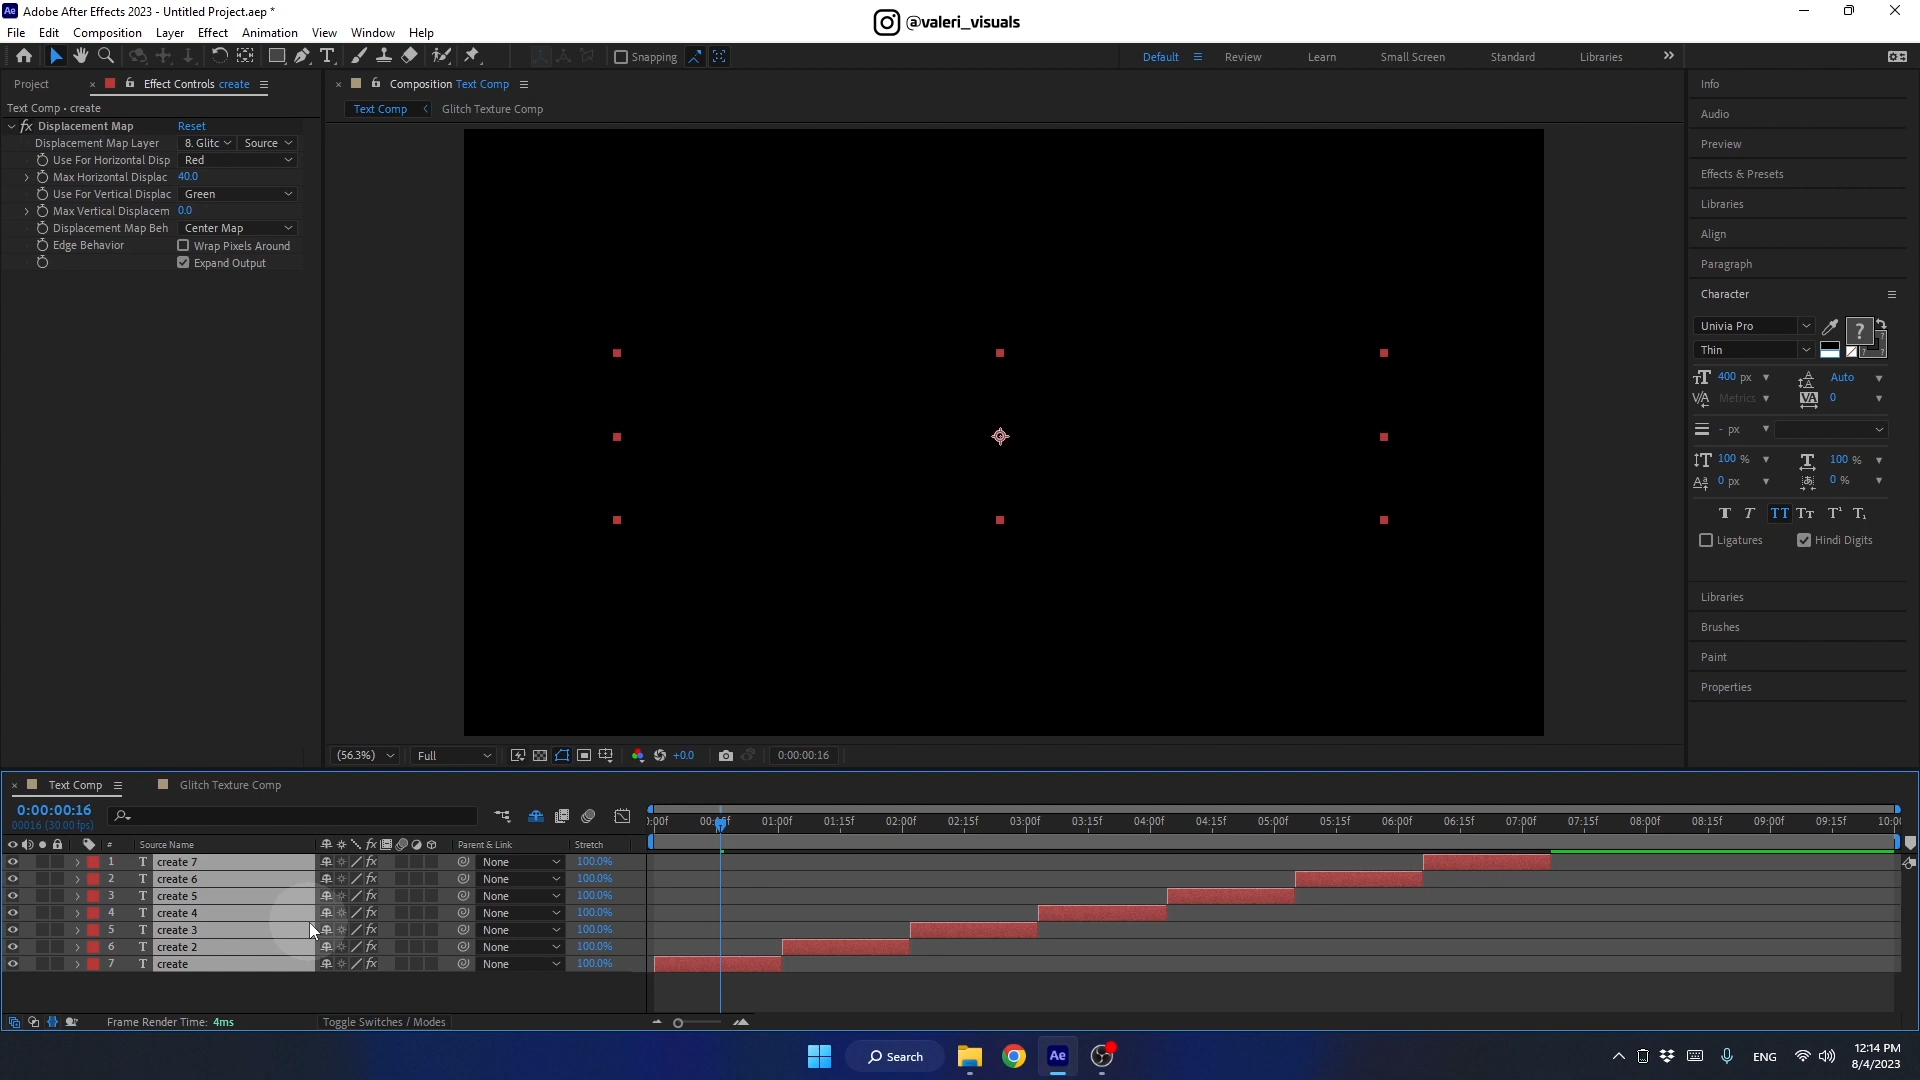 Ae Adobe After Effects 2023 - Untitled Project.aep *
@valeri_visuals
File Edit Composition Layer Effect Animation View Window Help
Snapping
Default Review Learn Small Screen Standard Libraries
Project Effect Controls create
Text Comp • create
fx Displacement Map Reset
Displacement Map Layer 8. Glitc Source
Use For Horizontal Disp Red
Max Horizontal Displac 40.0
Use For Vertical Displac Green
Max Vertical Displacem 0.0
Displacement Map Beh Center Map
Edge Behavior Wrap Pixels Around
Expand Output
Composition Text Comp
Text Comp Glitch Texture Comp
(56.3%) Full +0.0 0:00:00:16
Info
Audio
Preview
Effects & Presets
Libraries
Align
Paragraph
Character
Univia Pro
Thin
400 px Auto
Metrics 0
- px
100 % 100 %
0 px 0 %
Ligatures Hindi Digits
Libraries
Brushes
Paint
Properties
Text Comp Glitch Texture Comp
0:00:00:16
00016 (30.00 fps)
01:00f 01:15f 02:00f 02:15f 03:00f 03:15f 04:00f 04:15f 05:00f 05:15f 06:00f 06:15f 07:00f 07:15f 08:00f 08:15f 09:00f 09:15f
# Source Name Parent & Link Stretch
1 T create 7 fx None 100.0%
2 T create 6 fx None 100.0%
3 T create 5 fx None 100.0%
4 T create 4 fx None 100.0%
5 T create 3 fx None 100.0%
6 T create 2 fx None 100.0%
7 T create fx None 100.0%
Frame Render Time: 4ms Toggle Switches / Modes
Search Ae ENG
12:14 PM
8/4/2023